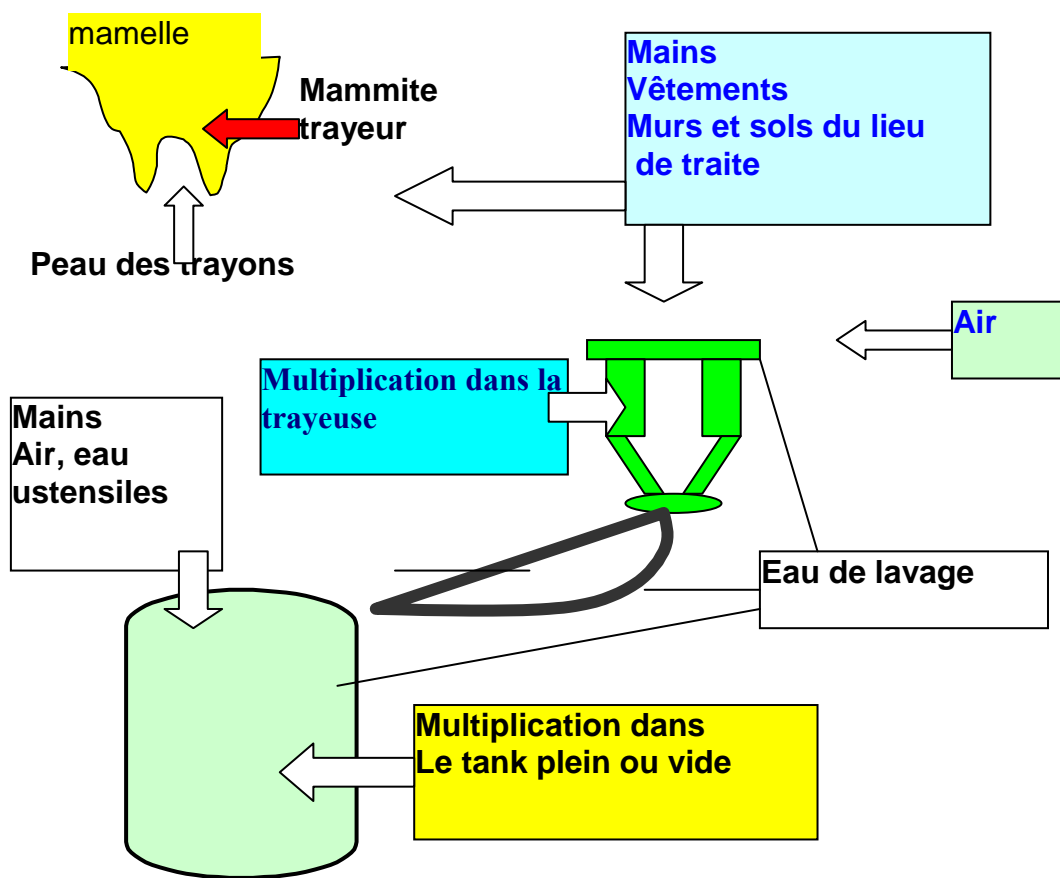 mamelle
Mammite
trayeur
Peau des trayons
Mains
Vêtements
Murs et sols du lieu
de traite
Air
Multiplication dans la
trayeuse
Mains
Air, eau
ustensiles
Eau de lavage
Multiplication dans
Le tank plein ou vide